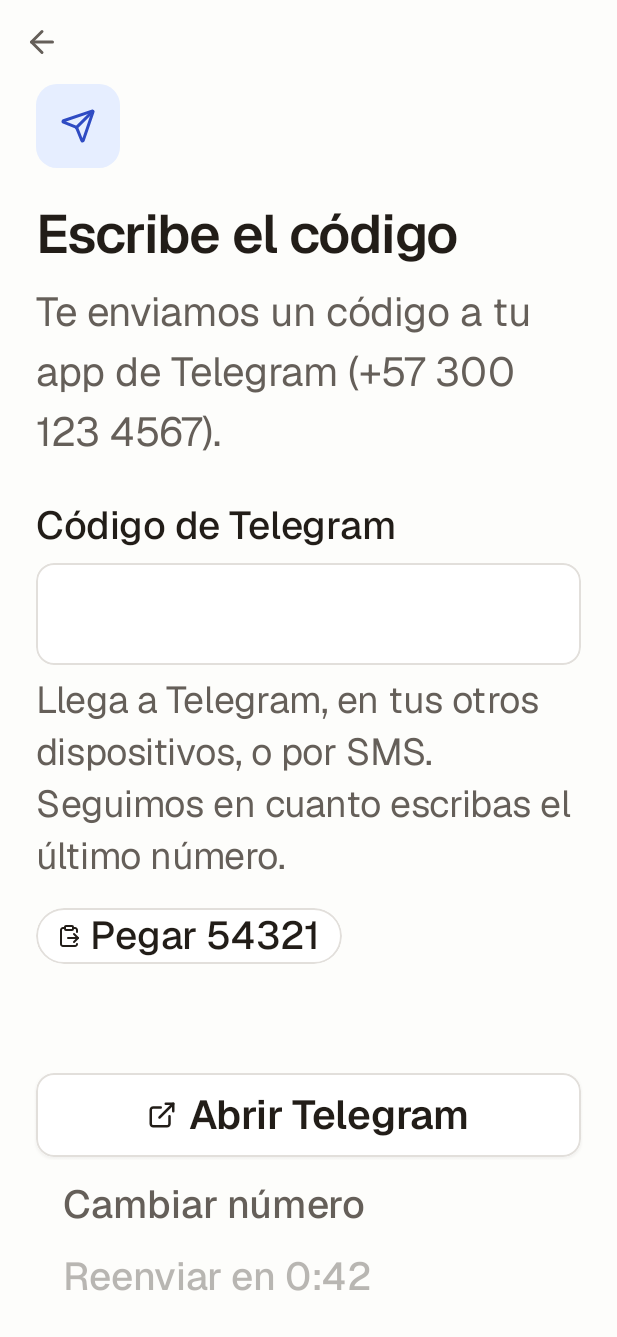 Escribe el código
Te enviamos un código a tu
app de Telegram (+57 300
123 4567).
Código de Telegram
Llega a Telegram, en tus otros
dispositivos, o por SMS.
Seguimos en cuanto escribas el
último número.
Pegar 54321
Abrir Telegram
Cambiar número
Reenviar en 0:42